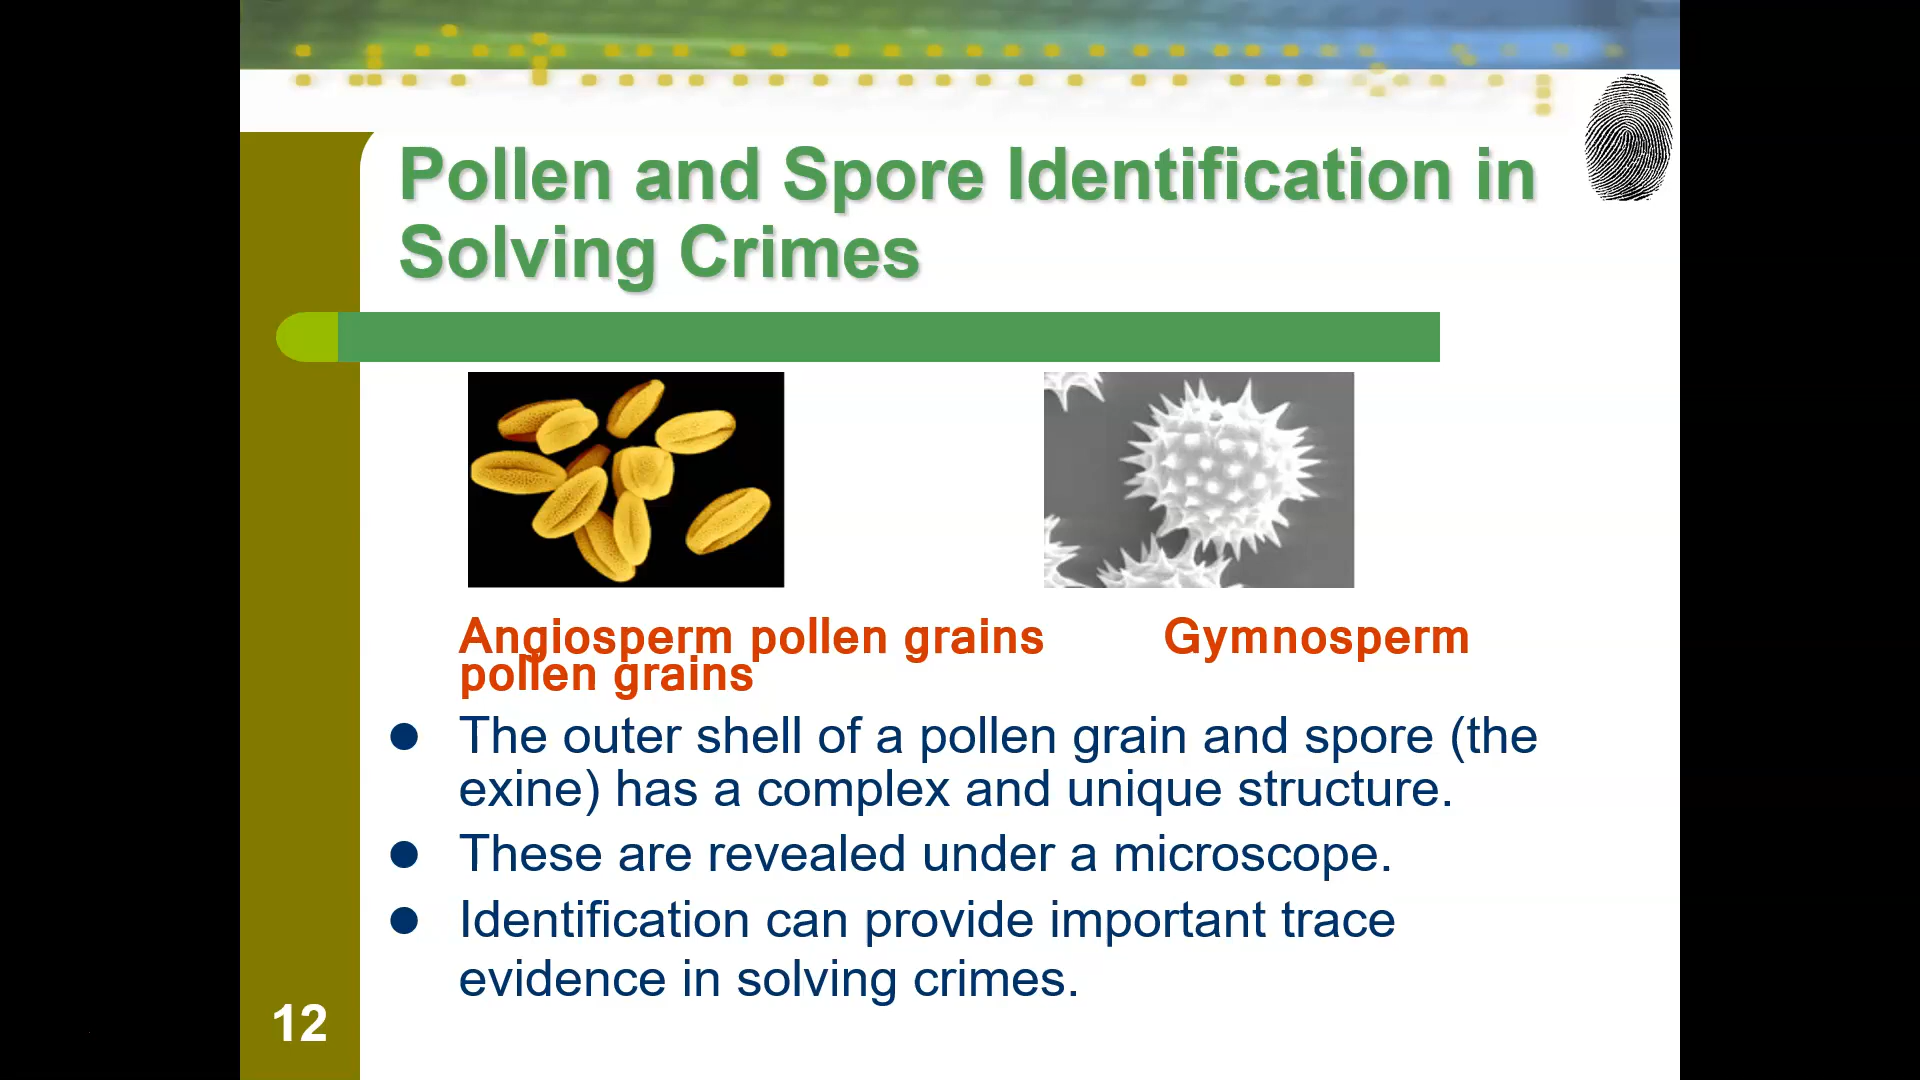 Pollen and Spore Identification in
Solving Crimes
Angiosperm pollen grains Gymnosperm
pollen grains
The outer shell of a pollen grain and spore (the
exine) has a complex and unique structure.
These are revealed under a microscope.
Identification can provide important trace
evidence in solving crimes.
12